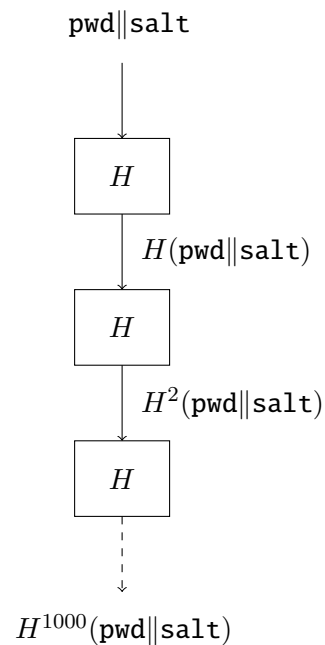 pwd‖salt
H
H(pwd‖salt)
H
H²(pwd‖salt)
H
H¹⁰⁰⁰(pwd‖salt)